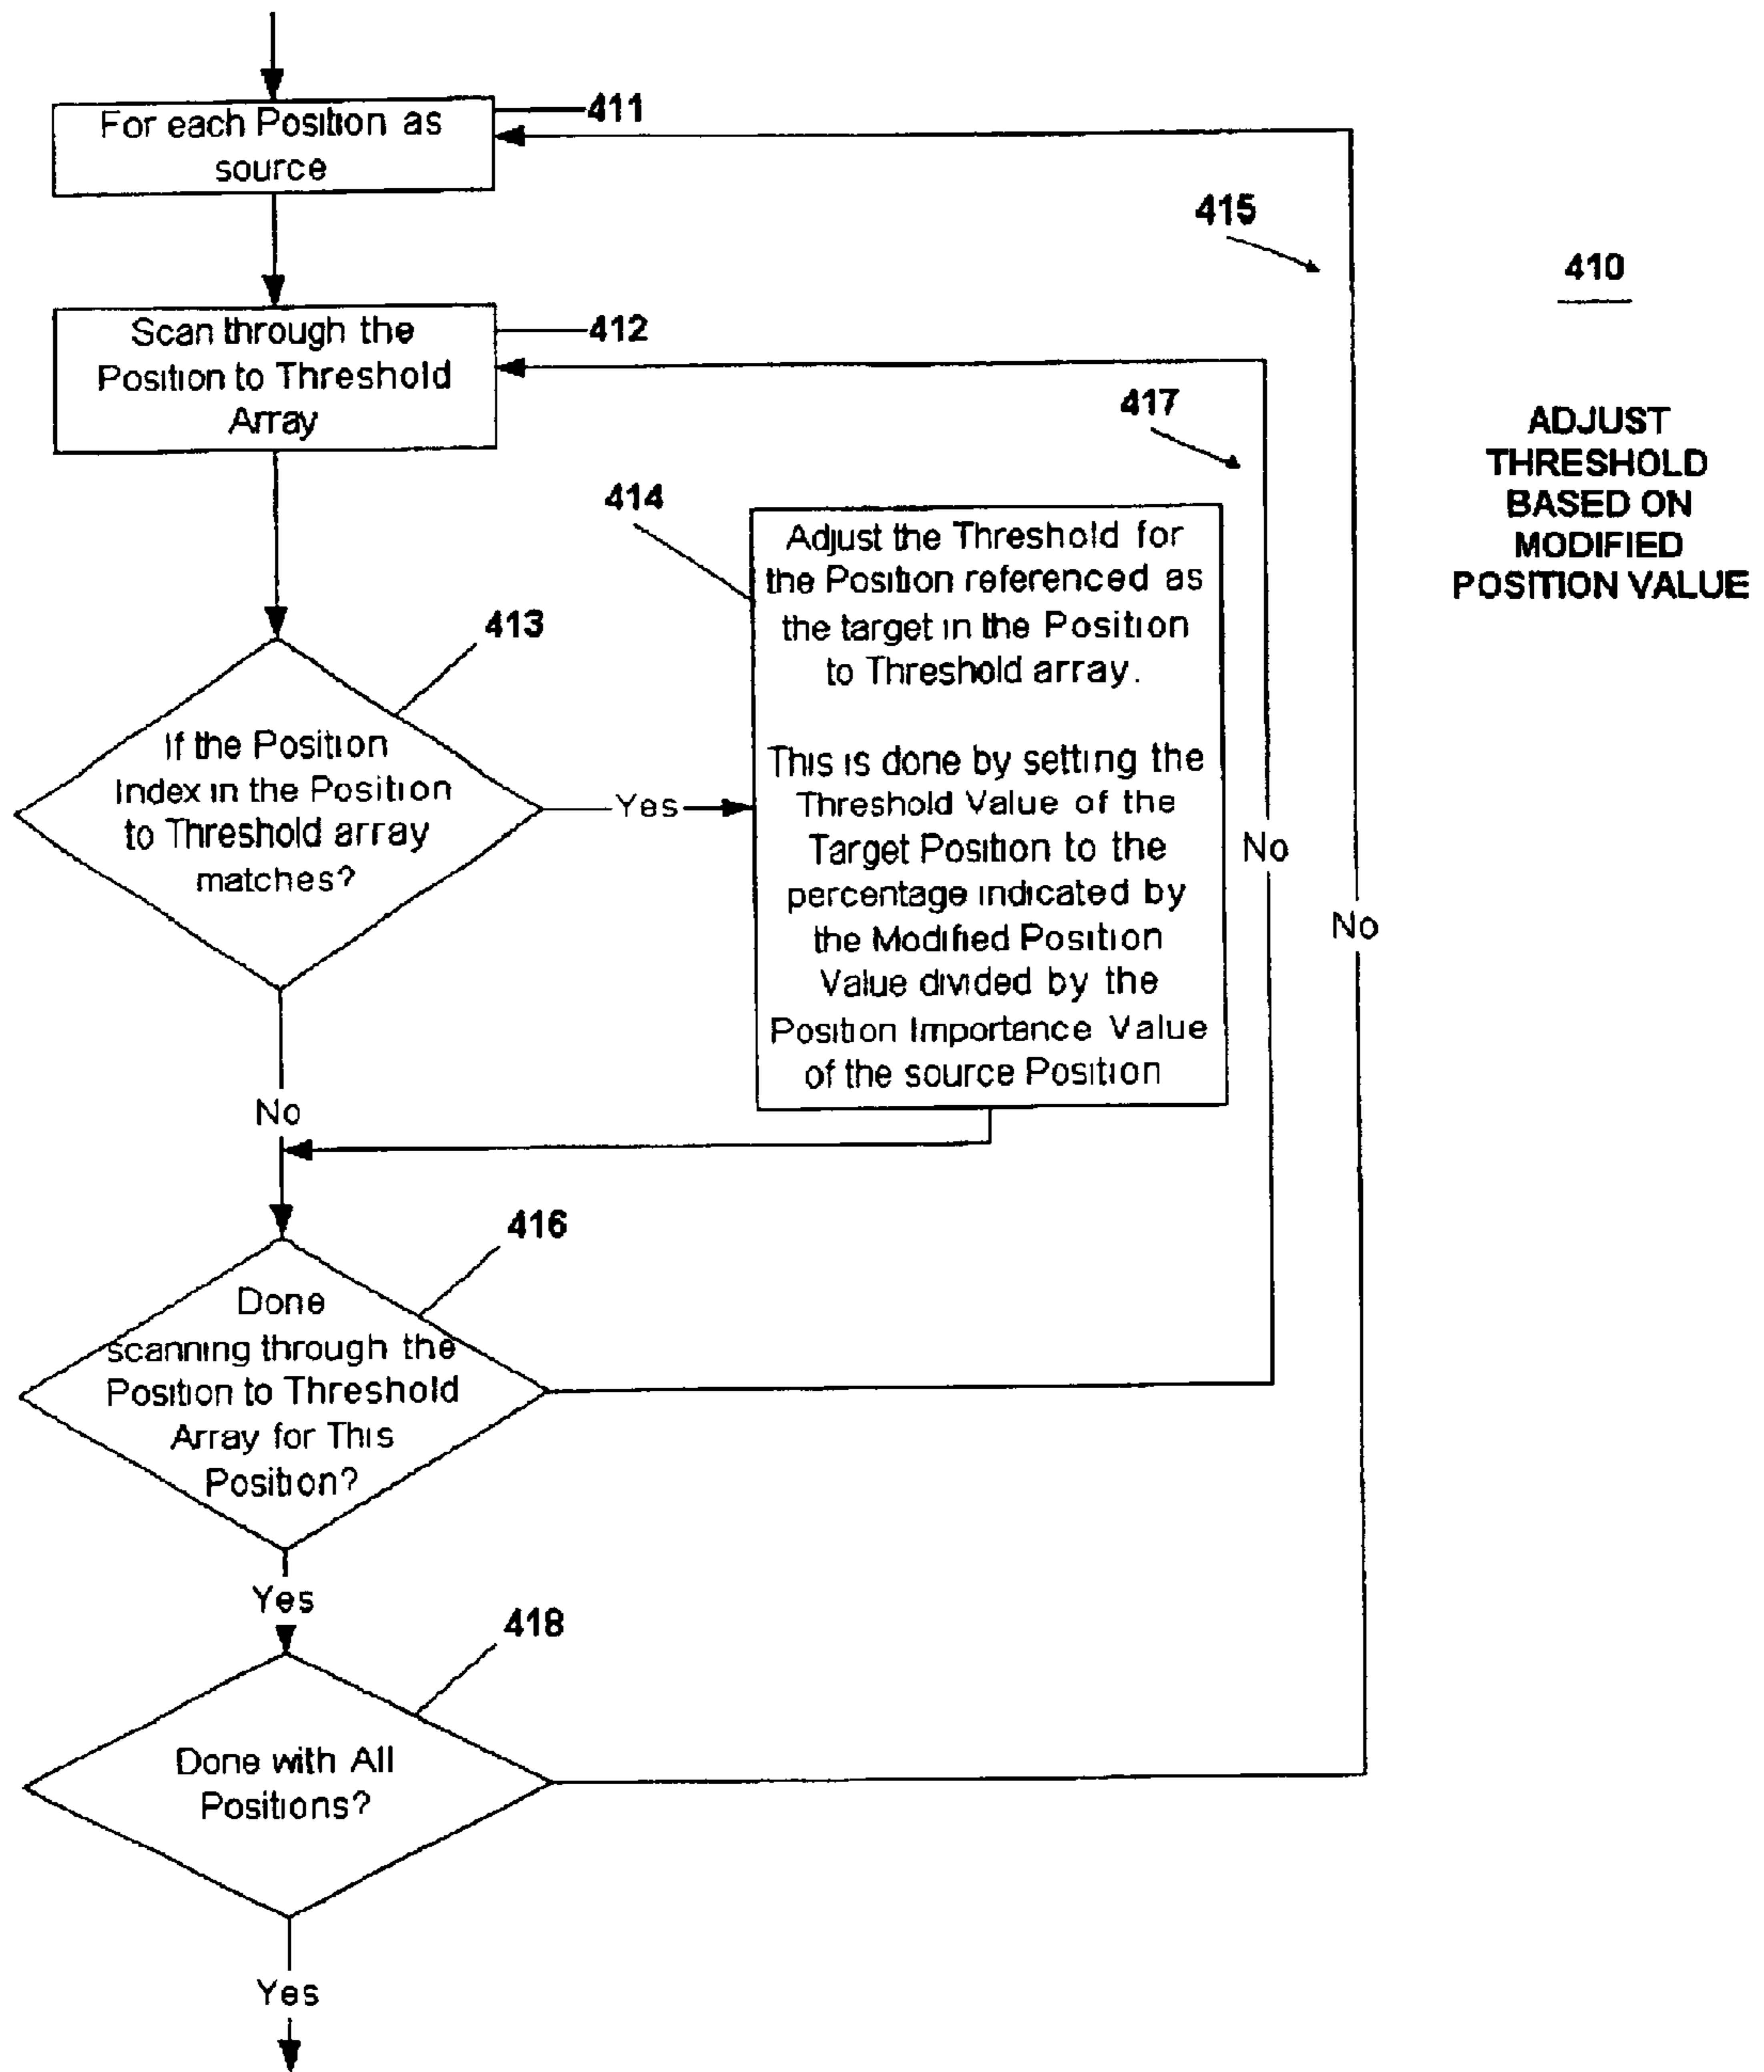 For each Position as
source
411
415
410
Scan through the
Position to Threshold
Array
412
417
ADJUST
THRESHOLD
BASED ON
MODIFIED
POSITION VALUE
414
Adjust the Threshold for
the Position referenced as
the target in the Position
to Threshold array.
This is done by setting the
Threshold Value of the
Target Position to the
percentage indicated by
the Modified Position
Value divided by the
Position Importance Value
of the source Position
413
If the Position
Index in the Position
to Threshold array
matches?
Yes
No
No
No
416
Done
scanning through the
Position to Threshold
Array for This
Position?
Yes
418
Done with All
Positions?
Yes